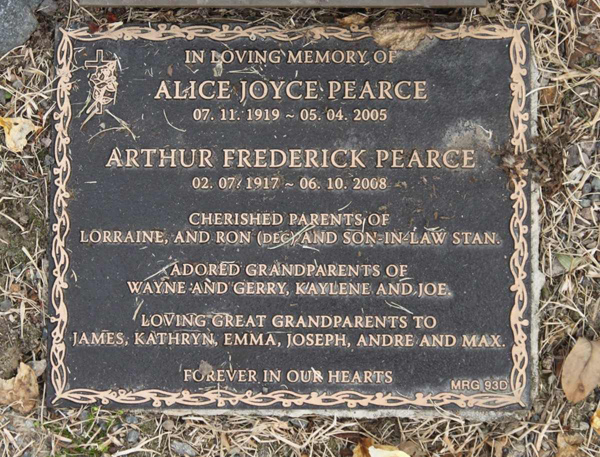 IN LOVING MEMORY OF
ALICE JOYCE PEARCE
07. 11. 1919 ~ 05. 04. 2005
ARTHUR FREDERICK PEARCE
02. 07. 1917 ~ 06. 10. 2008
CHERISHED PARENTS OF
LORRAINE, AND RON (DEC) AND SON-IN-LAW STAN.
ADORED GRANDPARENTS OF
WAYNE AND GERRY, KAYLENE AND JOE.
LOVING GREAT GRANDPARENTS TO
JAMES, KATHRYN, EMMA, JOSEPH, ANDRE AND MAX.
FOREVER IN OUR HEARTS
MRG 93D